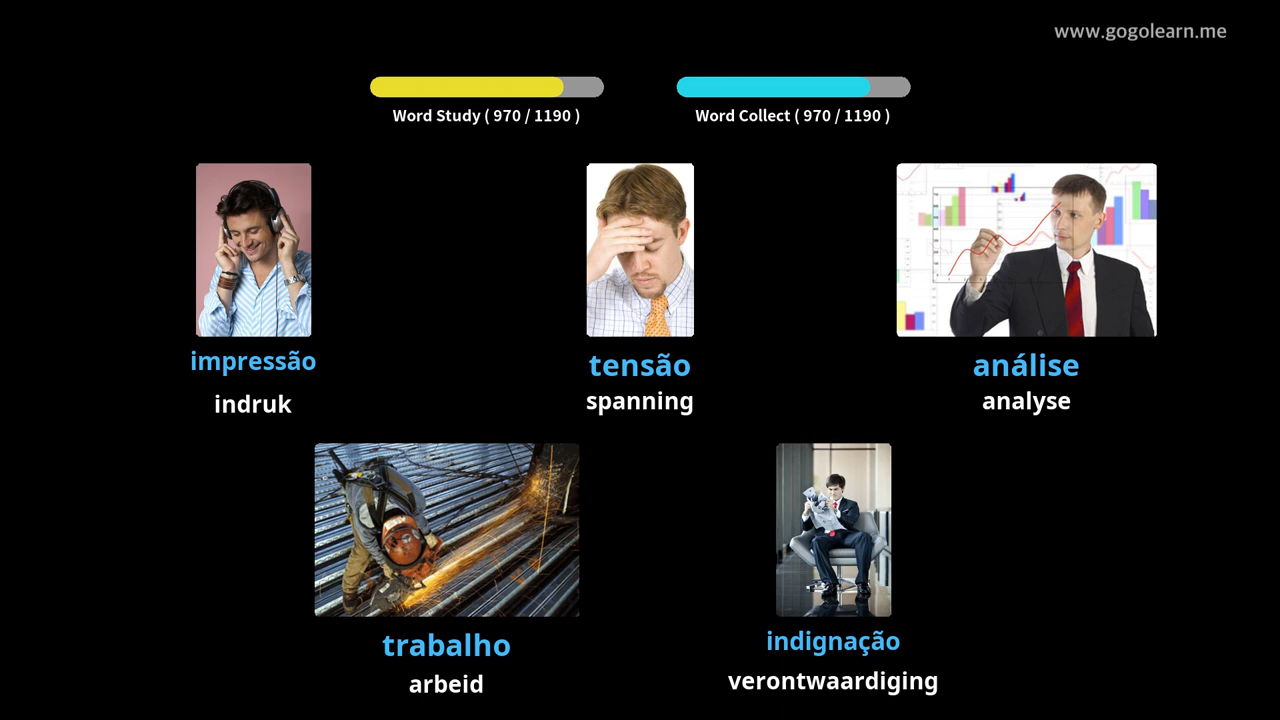 www.gogolearn.me
Word Study ( 970 / 1190 )
Word Collect ( 970 / 1190 )
impressão
indruk
tensão
spanning
análise
analyse
trabalho
arbeid
indignação
verontwaardiging